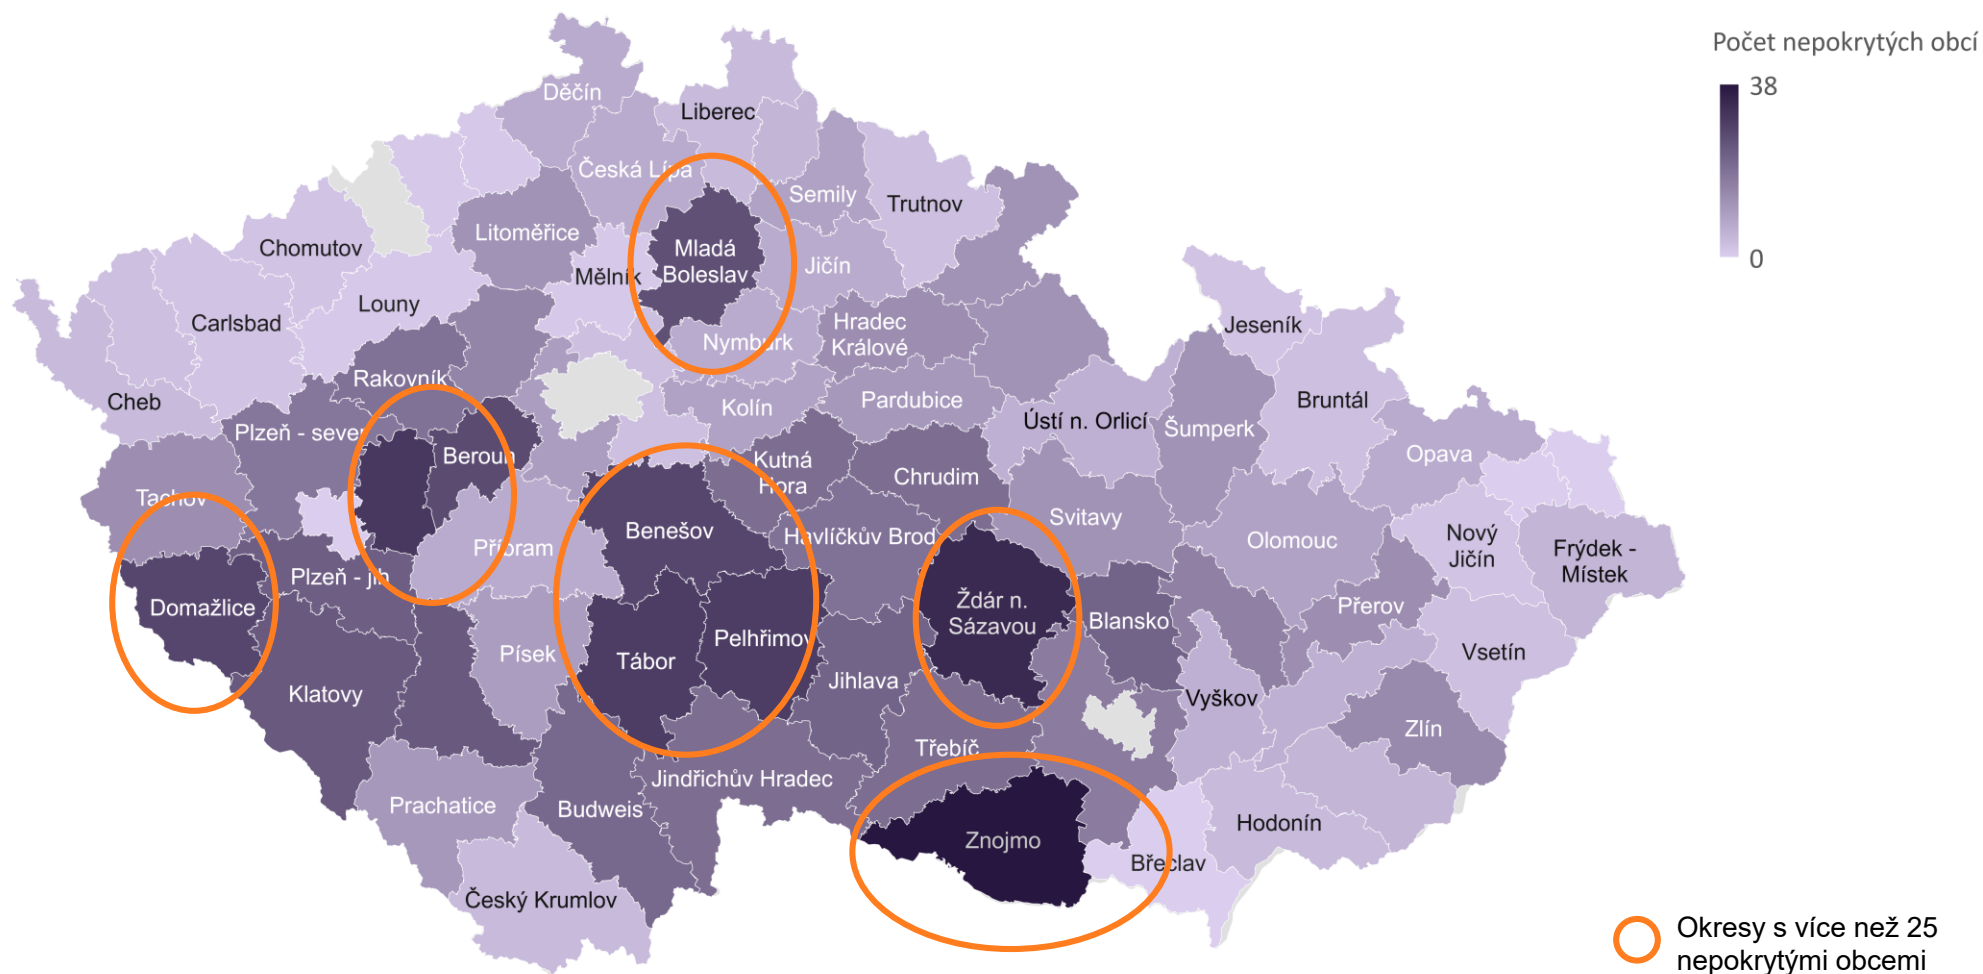 Počet nepokrytých obcí
38
0
Děčín
Liberec
Česká Lípa
Semily
Trutnov
Litoměřice
Chomutov
Mladá
Boleslav
Jičín
Mělník
Louny
Carlsbad
Jeseník
Hradec
Králové
Nymburk
Rakovník
Cheb
Kolín
Pardubice
Bruntál
Ústí n. Orlicí
Šumperk
Plzeň - sever
Beroun
Kutná
Hora
Chrudim
Opava
Tachov
Svitavy
Benešov
Havlíčkův Brod
Příbram
Olomouc
Nový
Jičín
Frýdek -
Místek
Plzeň - jih
Domažlice
Ždár n.
Sázavou
Blansko
Přerov
Pelhřimov
Písek
Tábor
Vsetín
Jihlava
Klatovy
Vyškov
Zlín
Třebíč
Jindřichův Hradec
Prachatice
Budweis
Znojmo
Hodonín
Břeclav
Český Krumlov
Okresy s více než 25
nepokrytými obcemi